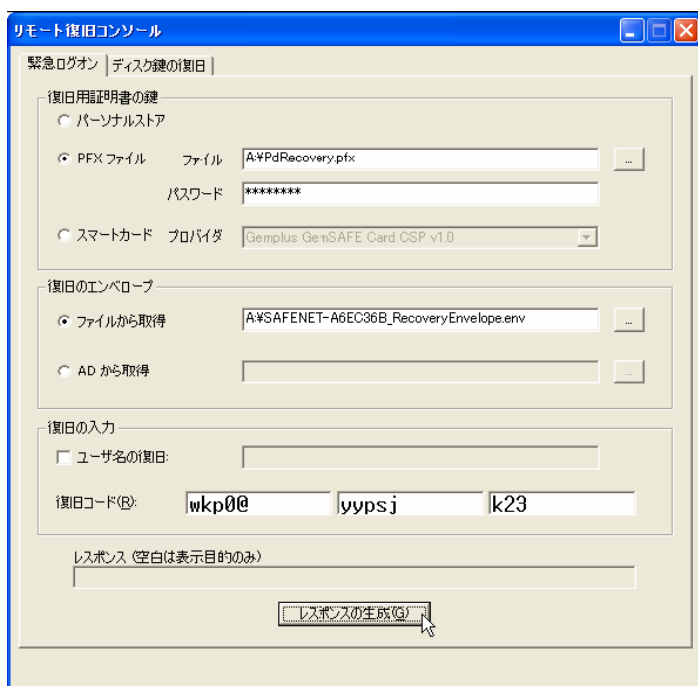 リモート復旧コンソール
緊急ログオン ディスク鍵の復旧
復旧用証明書の鍵
パーソナルストア
PFX ファイル ファイル A:¥PdRecovery.pfx ...
パスワード ********
スマートカード プロバイダ Gemplus GemSAFE Card CSP v1.0
復旧のエンベロープ
ファイルから取得 A:¥SAFENET-A6EC36B_RecoveryEnvelope.env ...
AD から取得 ...
復旧の入力
ユーザ名の復旧:
復旧コード(R): wkp0@ yypsj k23
レスポンス (空白は表示目的のみ)
レスポンスの生成(G)